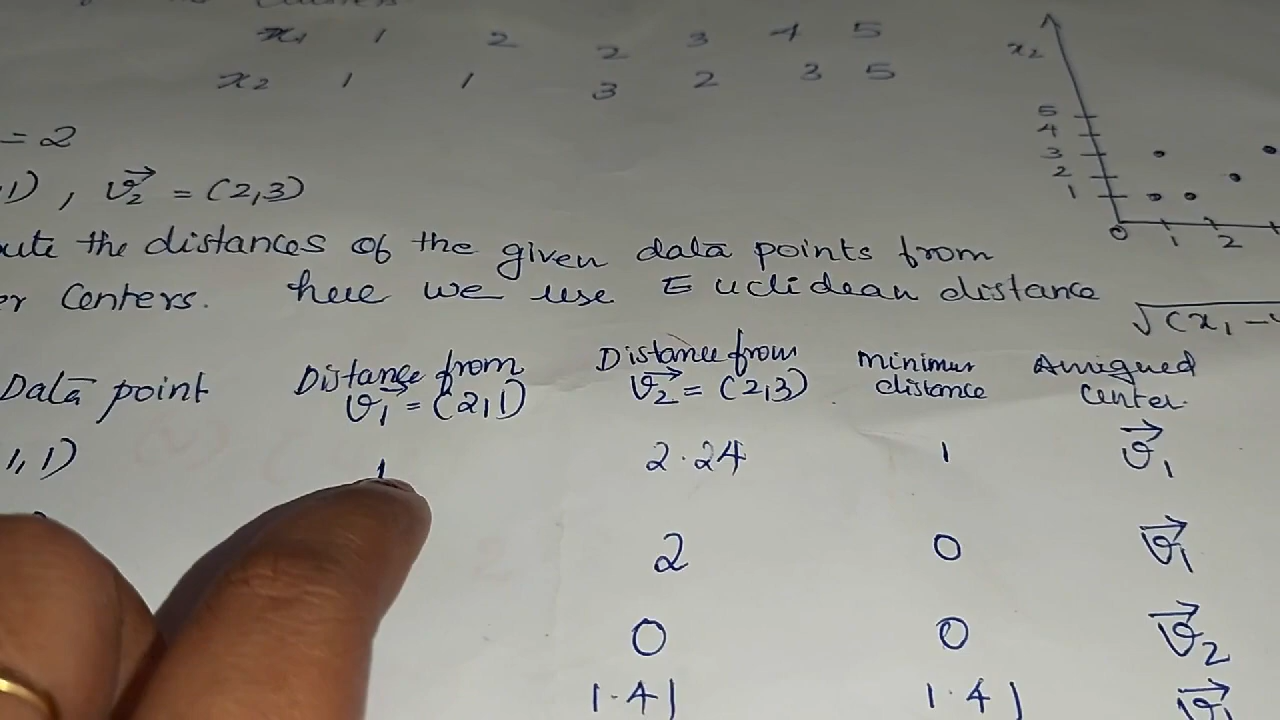 x1 1 2 2 3 4 5
x2 1 1 3 2 3 5
= 2
1), v2 = (2,3)
ute the distances of the given data points from
er Centers. here we use Euclidean distance √(x1 -
Data point Distance from v1 = (2,1) Distance from v2 = (2,3) minimum distance Assigned center
1,1) 1 2.24 1 v1
2 0 v1
0 0 v2
1.41 1.41 v1
x2
5
4
3
2
1
0 1 2